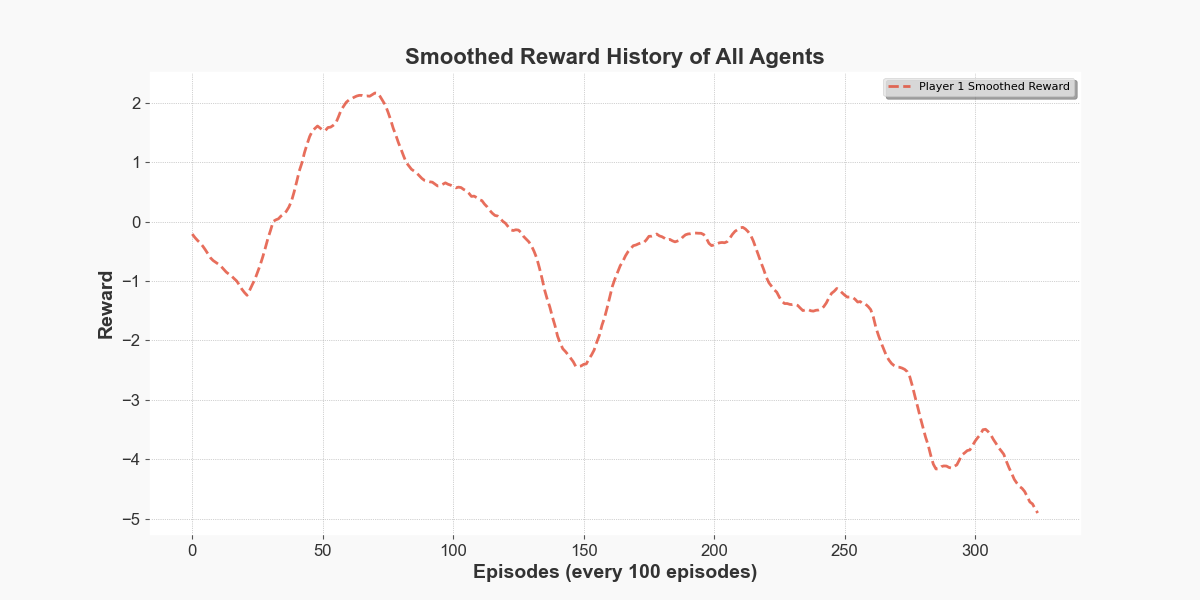 Smoothed Reward History of All Agents
Player 1 Smoothed Reward
Reward
2
1
0
−1
−2
−3
−4
−5
0 50 100 150 200 250 300
Episodes (every 100 episodes)